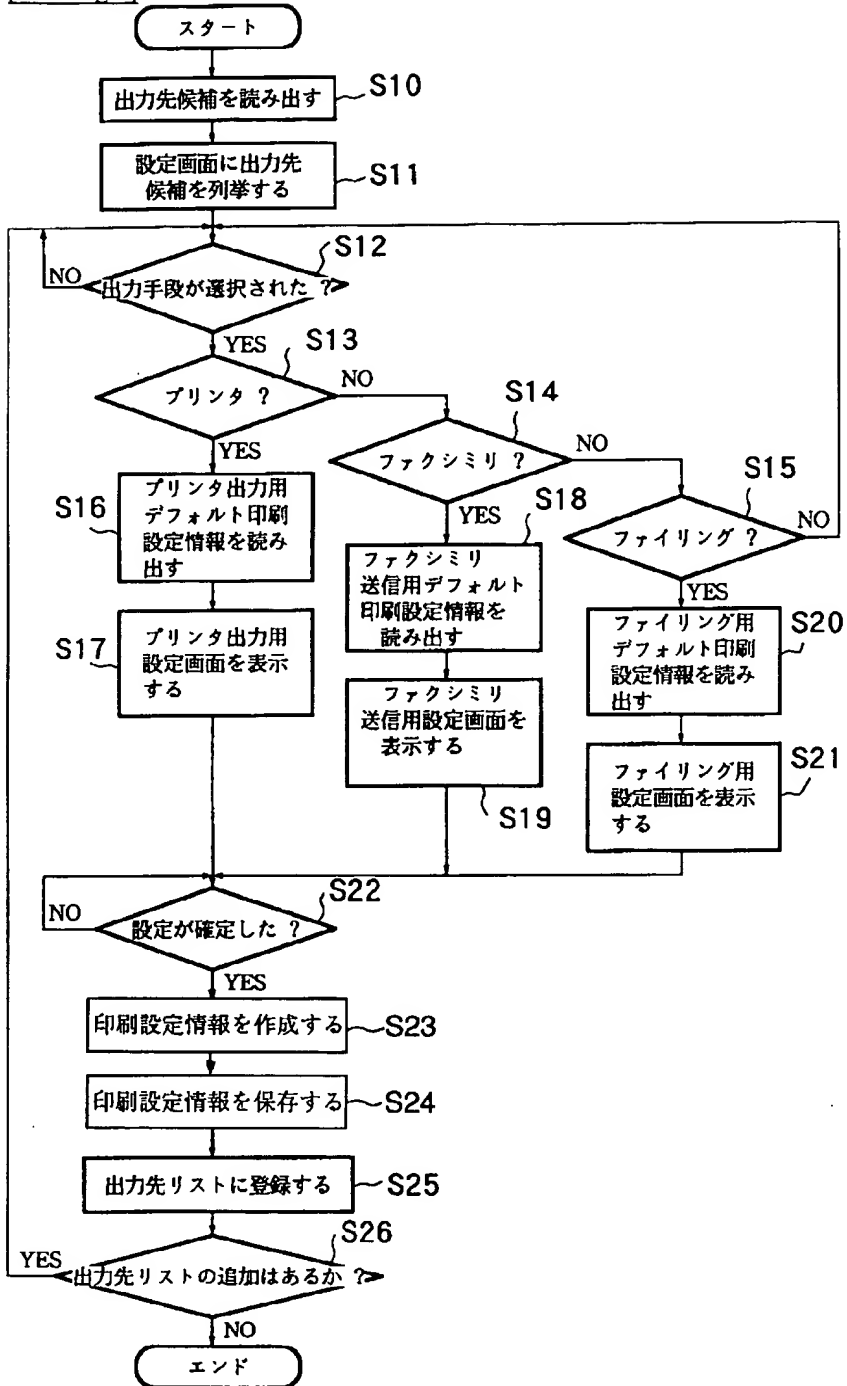 スタート
出力先候補を読み出す
S10
設定画面に出力先
候補を列挙する
S11
S12
出力手段が選択された ?
NO
YES
S13
プリンタ ?
NO
YES
S14
ファクシミリ ?
NO
YES
S15
ファイリング ?
NO
YES
S16
プリンタ出力用
デフォルト印刷
設定情報を読み
出す
S17
プリンタ出力用
設定画面を表示
する
S18
ファクシミリ
送信用デフォルト
印刷設定情報を
読み出す
ファクシミリ
送信用設定画面を
表示する
S19
ファイリング用
デフォルト印刷
設定情報を読み
出す
S20
ファイリング用
設定画面を表示
する
S21
S22
設定が確定した ?
NO
YES
印刷設定情報を作成する
S23
印刷設定情報を保存する
S24
出力先リストに登録する
S25
S26
出力先リストの追加はあるか ?
YES
NO
エンド